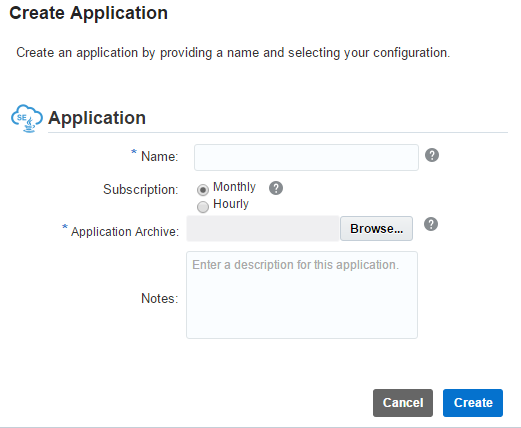 Create Application
Create an application by providing a name and selecting your configuration.
SE
Application
* Name: ?
Subscription: Monthly ?
Hourly
* Application Archive: Browse... ?
Enter a description for this application.
Notes:
Cancel Create